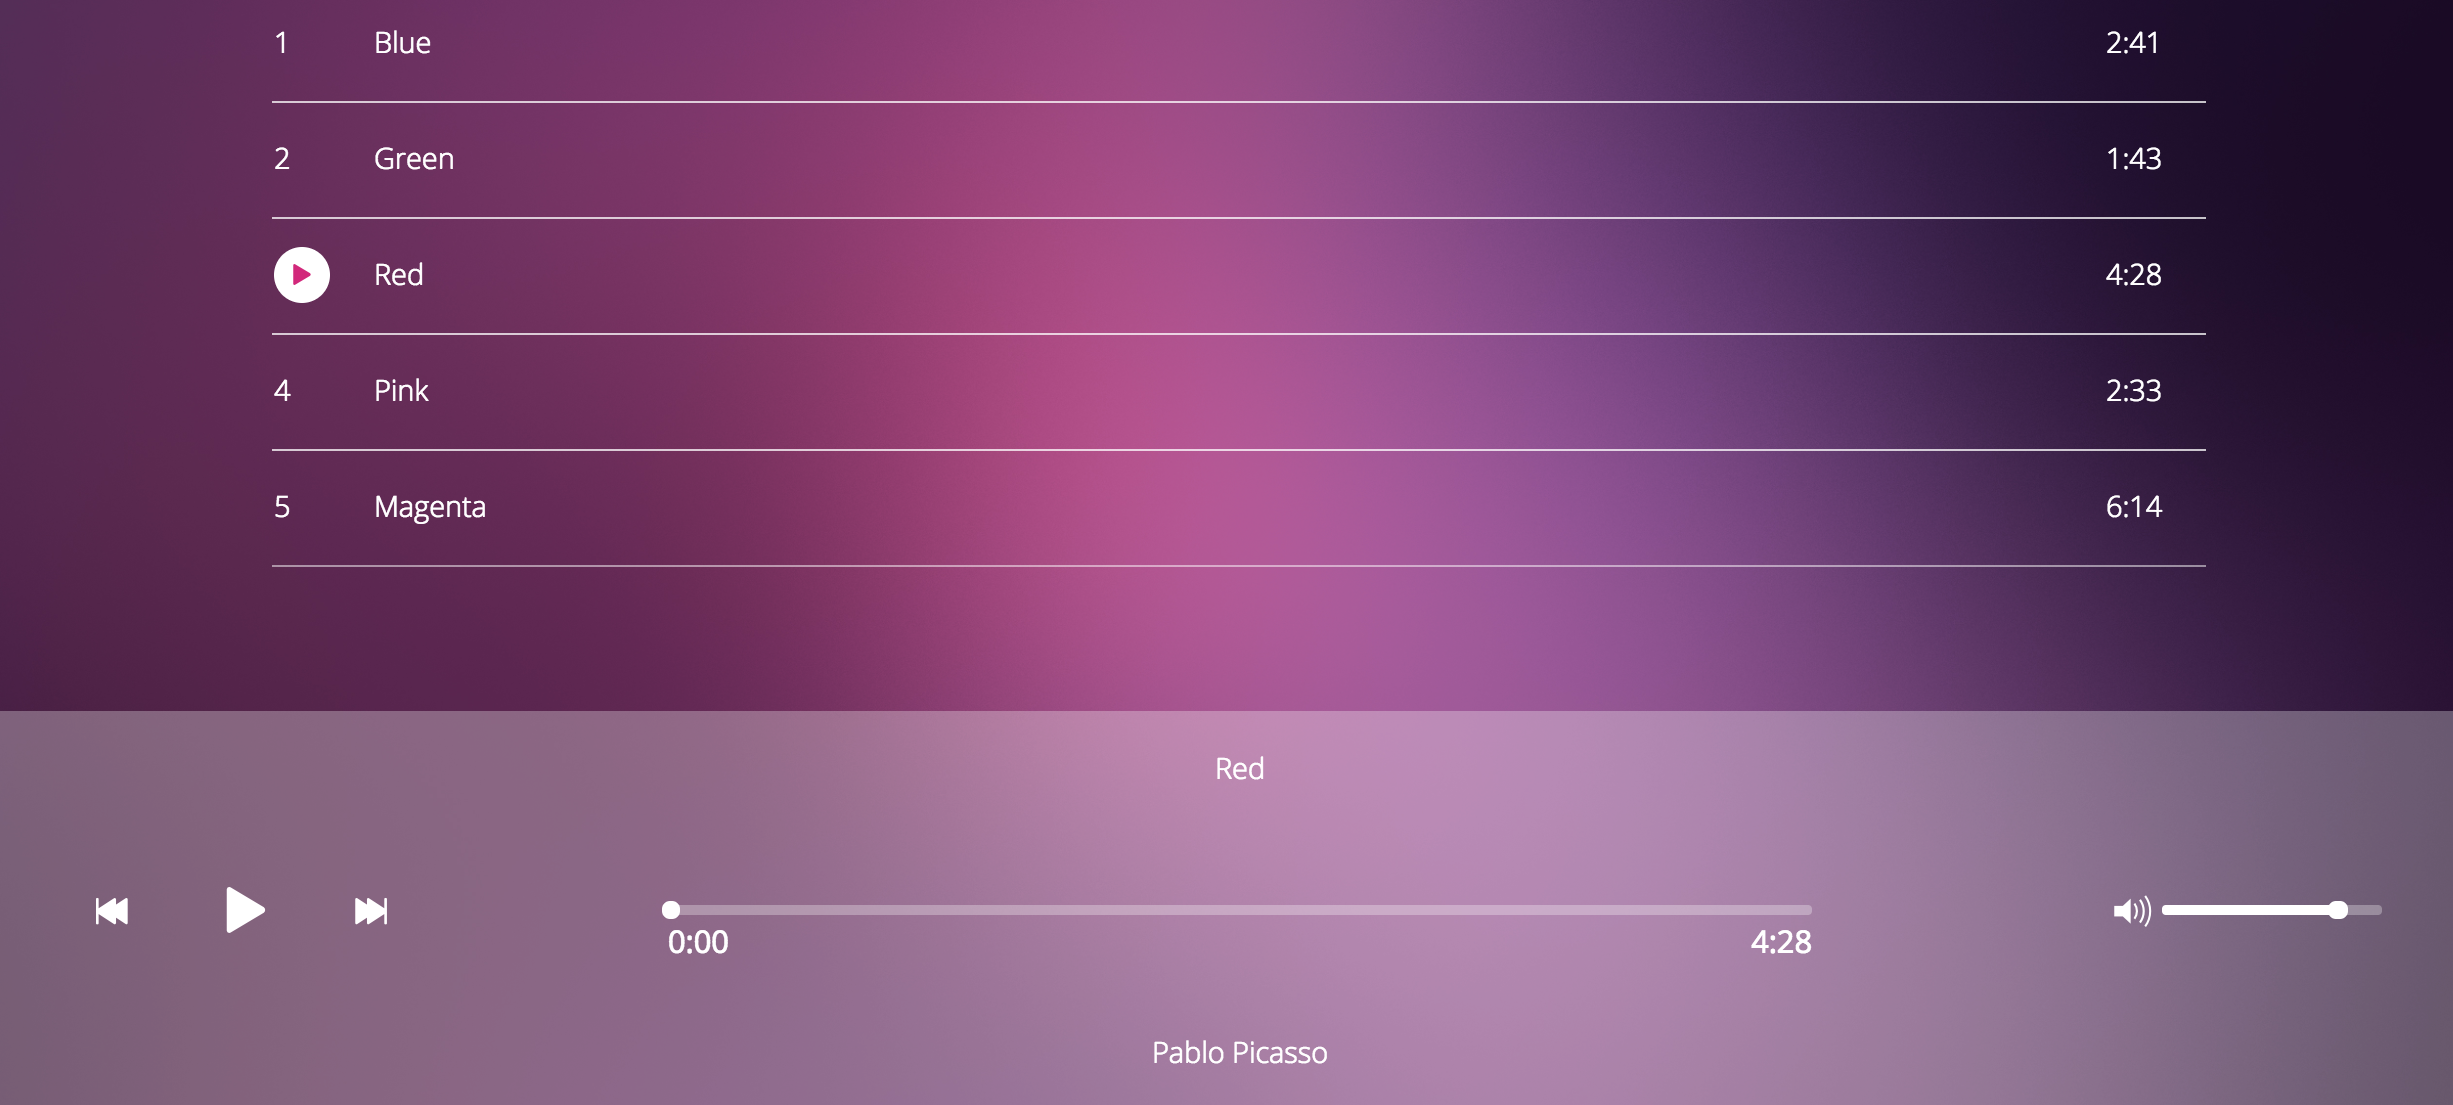 1 Blue 2:41
2 Green 1:43
Red 4:28
4 Pink 2:33
5 Magenta 6:14
Red
0:00 4:28
Pablo Picasso